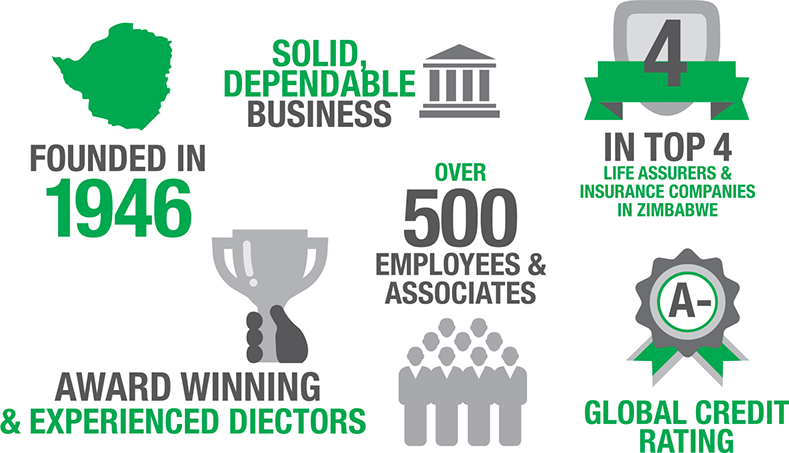 FOUNDED IN
1946
SOLID,
DEPENDABLE
BUSINESS
4
IN TOP 4
LIFE ASSURERS &
INSURANCE COMPANIES
IN ZIMBABWE
OVER
500
EMPLOYEES &
ASSOCIATES
AWARD WINNING
& EXPERIENCED DIECTORS
A-
GLOBAL CREDIT
RATING